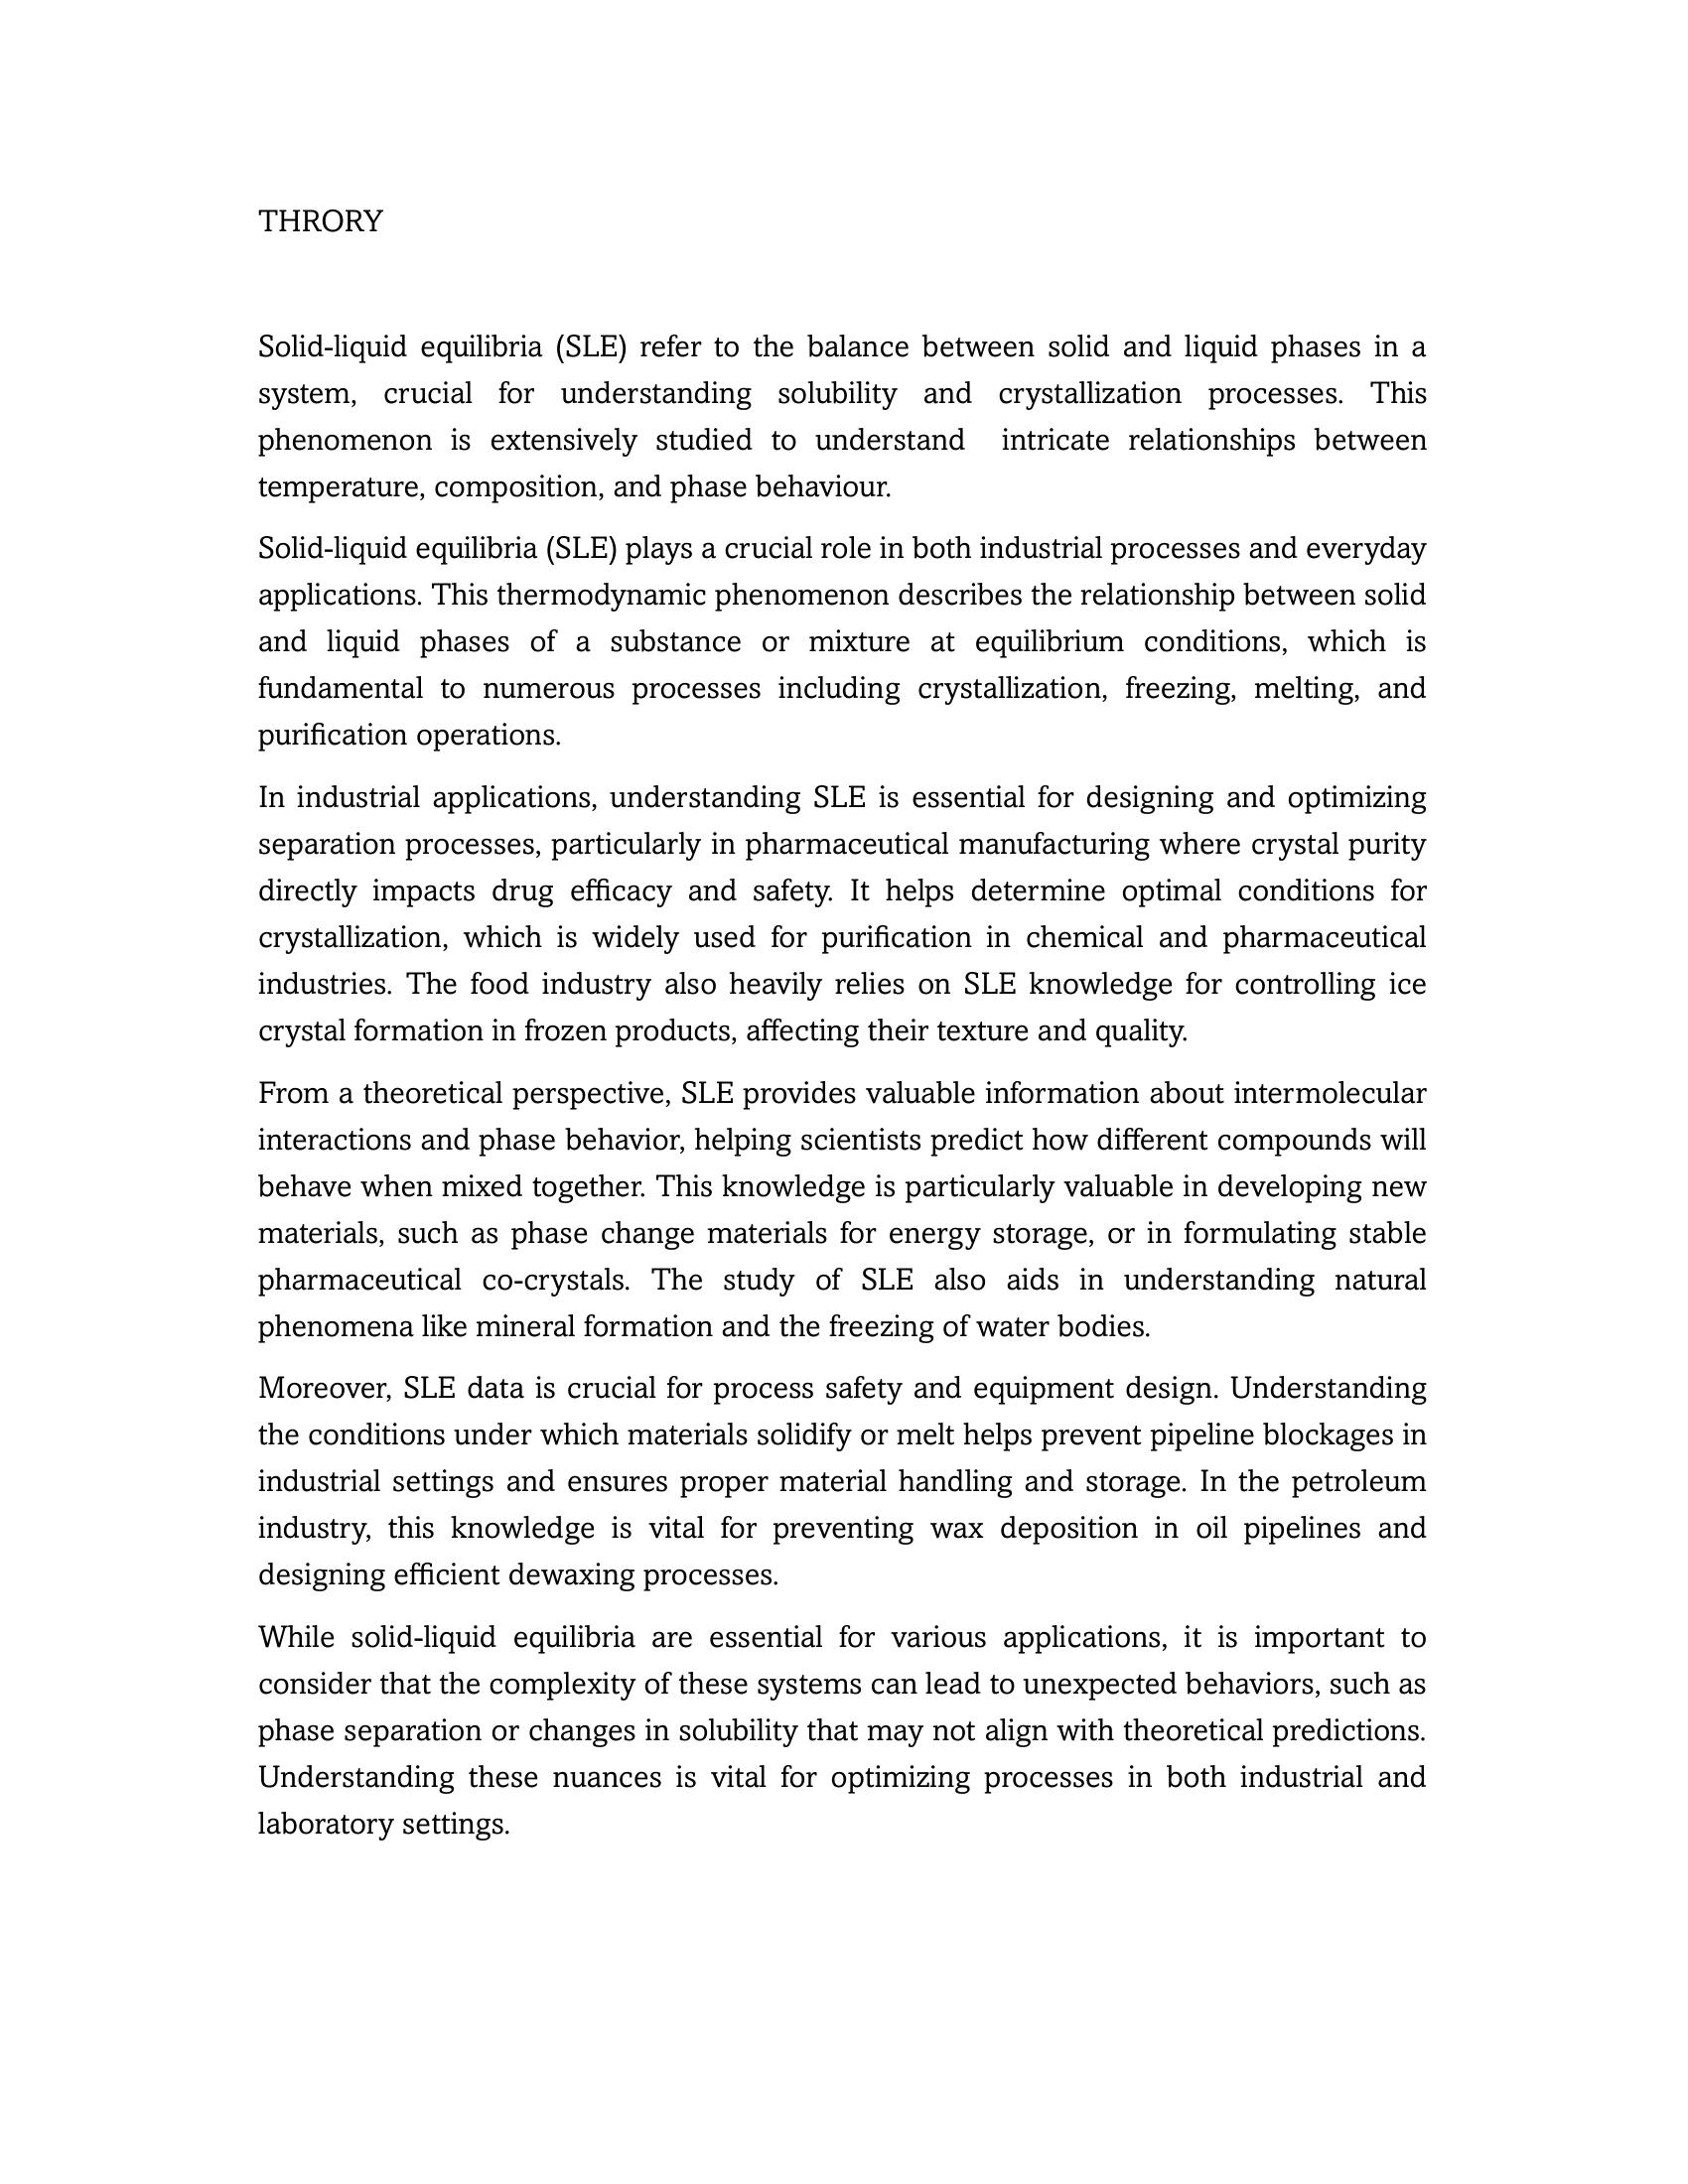 THRORY
Solid-liquid equilibria (SLE) refer to the balance between solid and liquid phases in a
system, crucial for understanding solubility and crystallization processes. This
phenomenon is extensively studied to understand  intricate relationships between
temperature, composition, and phase behaviour.
Solid-liquid equilibria (SLE) plays a crucial role in both industrial processes and everyday
applications. This thermodynamic phenomenon describes the relationship between solid
and liquid phases of a substance or mixture at equilibrium conditions, which is
fundamental to numerous processes including crystallization, freezing, melting, and
purification operations.
In industrial applications, understanding SLE is essential for designing and optimizing
separation processes, particularly in pharmaceutical manufacturing where crystal purity
directly impacts drug efficacy and safety. It helps determine optimal conditions for
crystallization, which is widely used for purification in chemical and pharmaceutical
industries. The food industry also heavily relies on SLE knowledge for controlling ice
crystal formation in frozen products, affecting their texture and quality.
From a theoretical perspective, SLE provides valuable information about intermolecular
interactions and phase behavior, helping scientists predict how different compounds will
behave when mixed together. This knowledge is particularly valuable in developing new
materials, such as phase change materials for energy storage, or in formulating stable
pharmaceutical co-crystals. The study of SLE also aids in understanding natural
phenomena like mineral formation and the freezing of water bodies.
Moreover, SLE data is crucial for process safety and equipment design. Understanding
the conditions under which materials solidify or melt helps prevent pipeline blockages in
industrial settings and ensures proper material handling and storage. In the petroleum
industry, this knowledge is vital for preventing wax deposition in oil pipelines and
designing efficient dewaxing processes.
While solid-liquid equilibria are essential for various applications, it is important to
consider that the complexity of these systems can lead to unexpected behaviors, such as
phase separation or changes in solubility that may not align with theoretical predictions.
Understanding these nuances is vital for optimizing processes in both industrial and
laboratory settings.